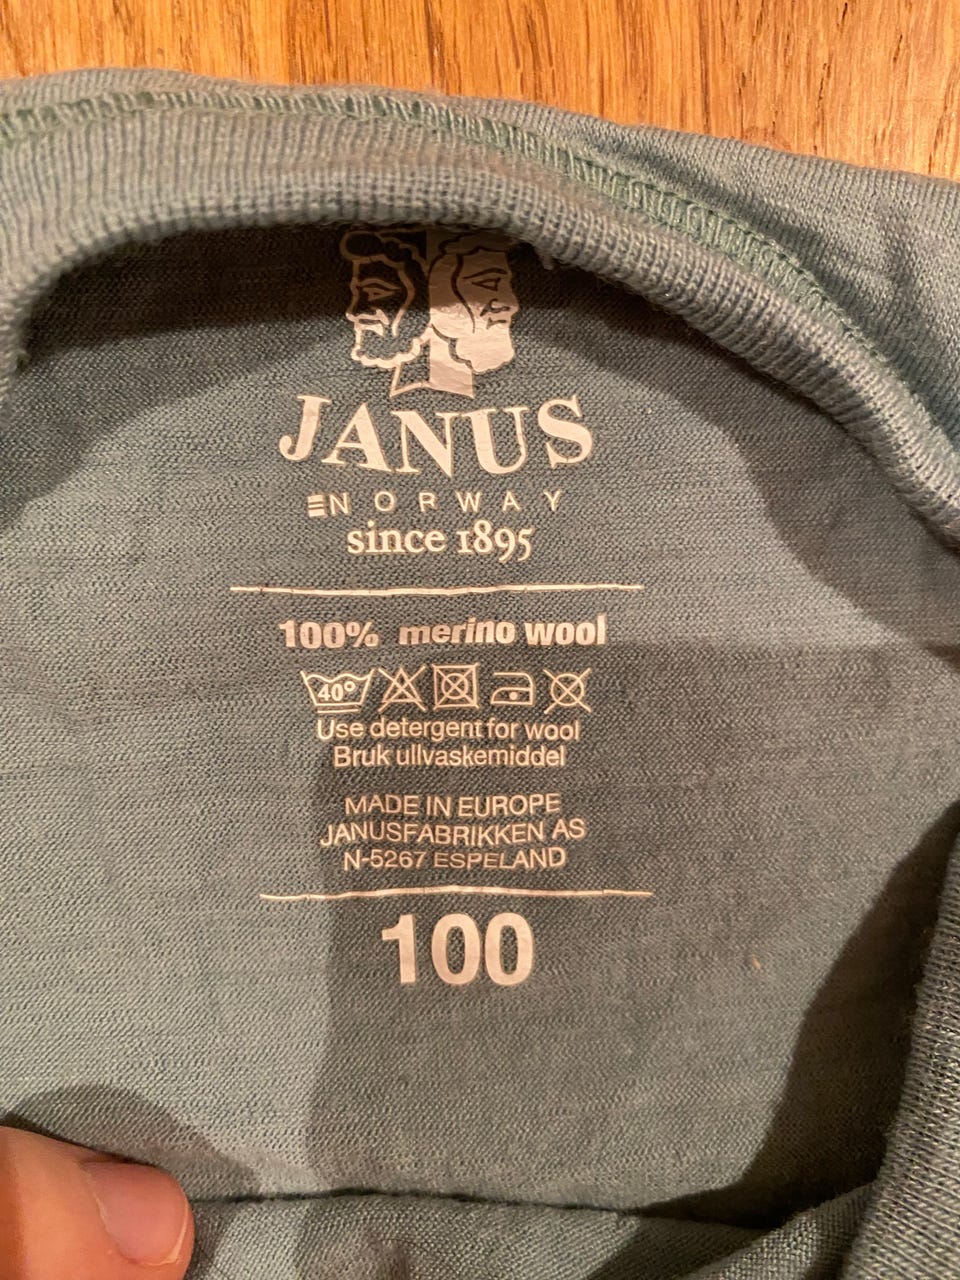 JANUS
NORWAY
since 1895
100% merino wool
40°
Use detergent for wool
Bruk ullvaskemiddel
MADE IN EUROPE
JANUSFABRIKKEN AS
N-5267 ESPELAND
100